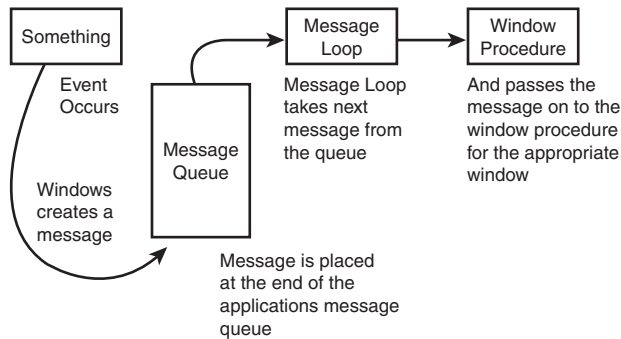 Something
Event
Occurs
Windows
creates a
message
Message
Queue
Message is placed
at the end of the
applications message
queue
Message
Loop
Message Loop
takes next
message from
the queue
Window
Procedure
And passes the
message on to the
window procedure
for the appropriate
window